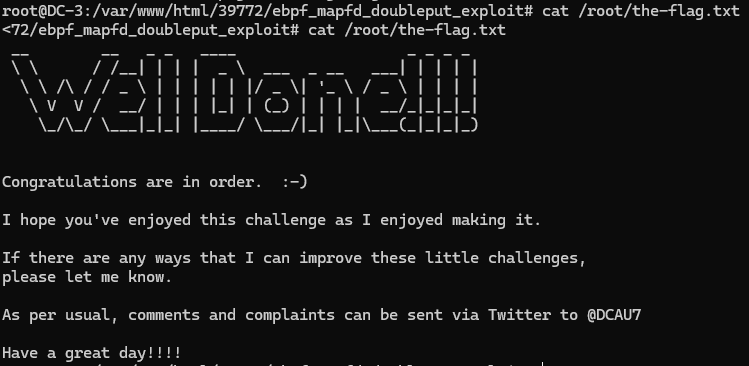 root@DC-3:/var/www/html/39772/ebpf_mapfd_doubleput_exploit# cat /root/the-flag.txt
<72/ebpf_mapfd_doubleput_exploit# cat /root/the-flag.txt
Well Done!!!!
Congratulations are in order.  :-)
I hope you've enjoyed this challenge as I enjoyed making it.
If there are any ways that I can improve these little challenges,
please let me know.
As per usual, comments and complaints can be sent via Twitter to @DCAU7
Have a great day!!!!